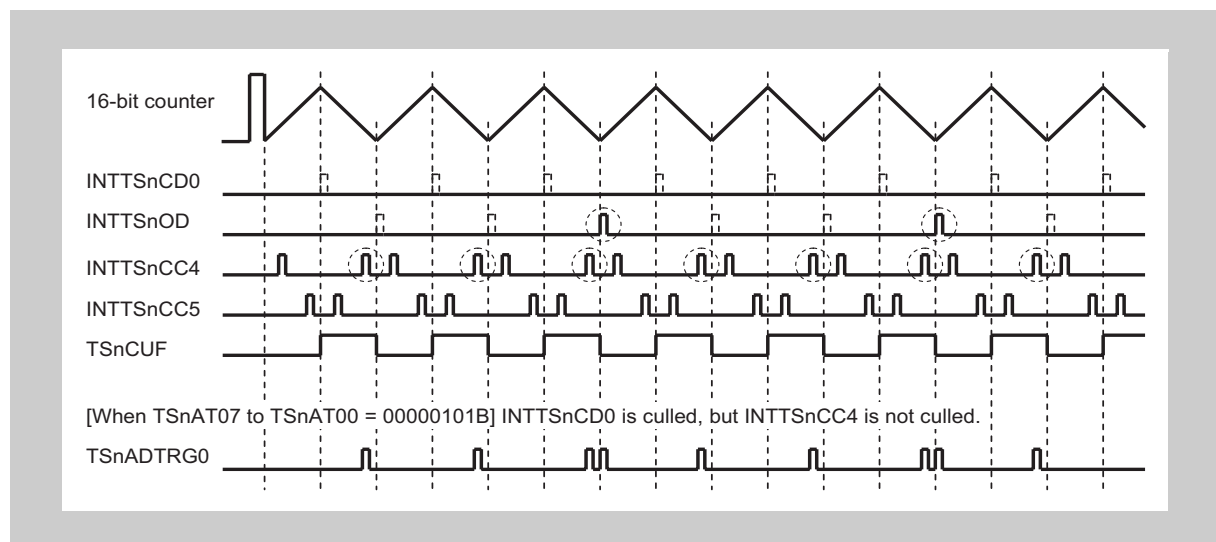 16-bit counter
INTTSnCD0
INTTSnOD
INTTSnCC4
INTTSnCC5
TSnCUF
[When TSnAT07 to TSnAT00 = 00000101B] INTTSnCD0 is culled, but INTTSnCC4 is not culled.
TSnADTRG0